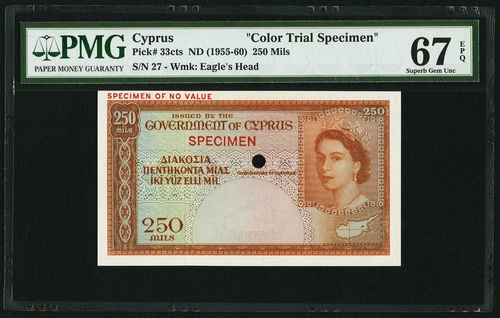 PMG
PAPER MONEY GUARANTY
Cyprus "Color Trial Specimen"
Pick# 33cts ND (1955-60) 250 Mils
S/N 27 - Wmk: Eagle's Head
67 EPQ
Superb Gem Unc
SPECIMEN OF NO VALUE
250
MILS
ISSUED BY THE
GOVERNMENT OF CYPRUS
250
SPECIMEN
ΔΙΑΚΟΣΙΑ
ΠΕΝΤΗΚΟΝΤΑ ΜΙΛΣ
İKİ YÜZ ELLİ MİL
250
MILS